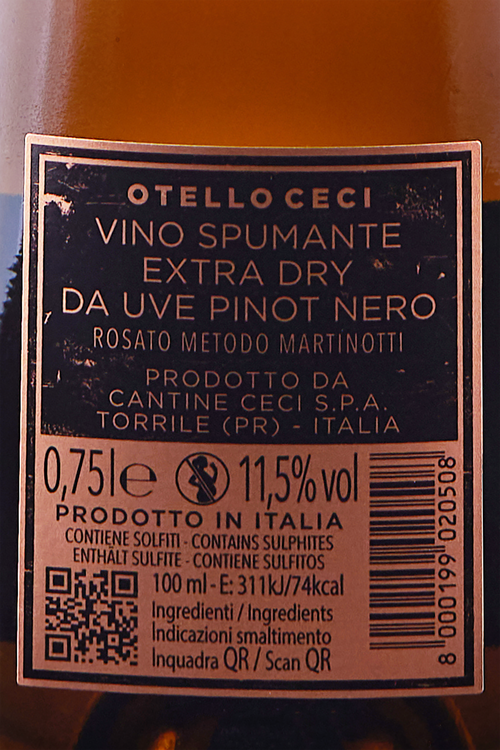 OTELLO CECI
VINO SPUMANTE
EXTRA DRY
DA UVE PINOT NERO
ROSATO METODO MARTINOTTI
PRODOTTO DA
CANTINE CECI S.P.A.
TORRILE (PR) - ITALIA
0,75l e 11,5% vol
PRODOTTO IN ITALIA
CONTIENE SOLFITI - CONTAINS SULPHITES
ENTHÄLT SULFITE - CONTIENE SULFITOS
100 ml - E: 311kJ/74kcal
Ingredienti / Ingredients
Indicazioni smaltimento
Inquadra QR / Scan QR
8 000199 020508